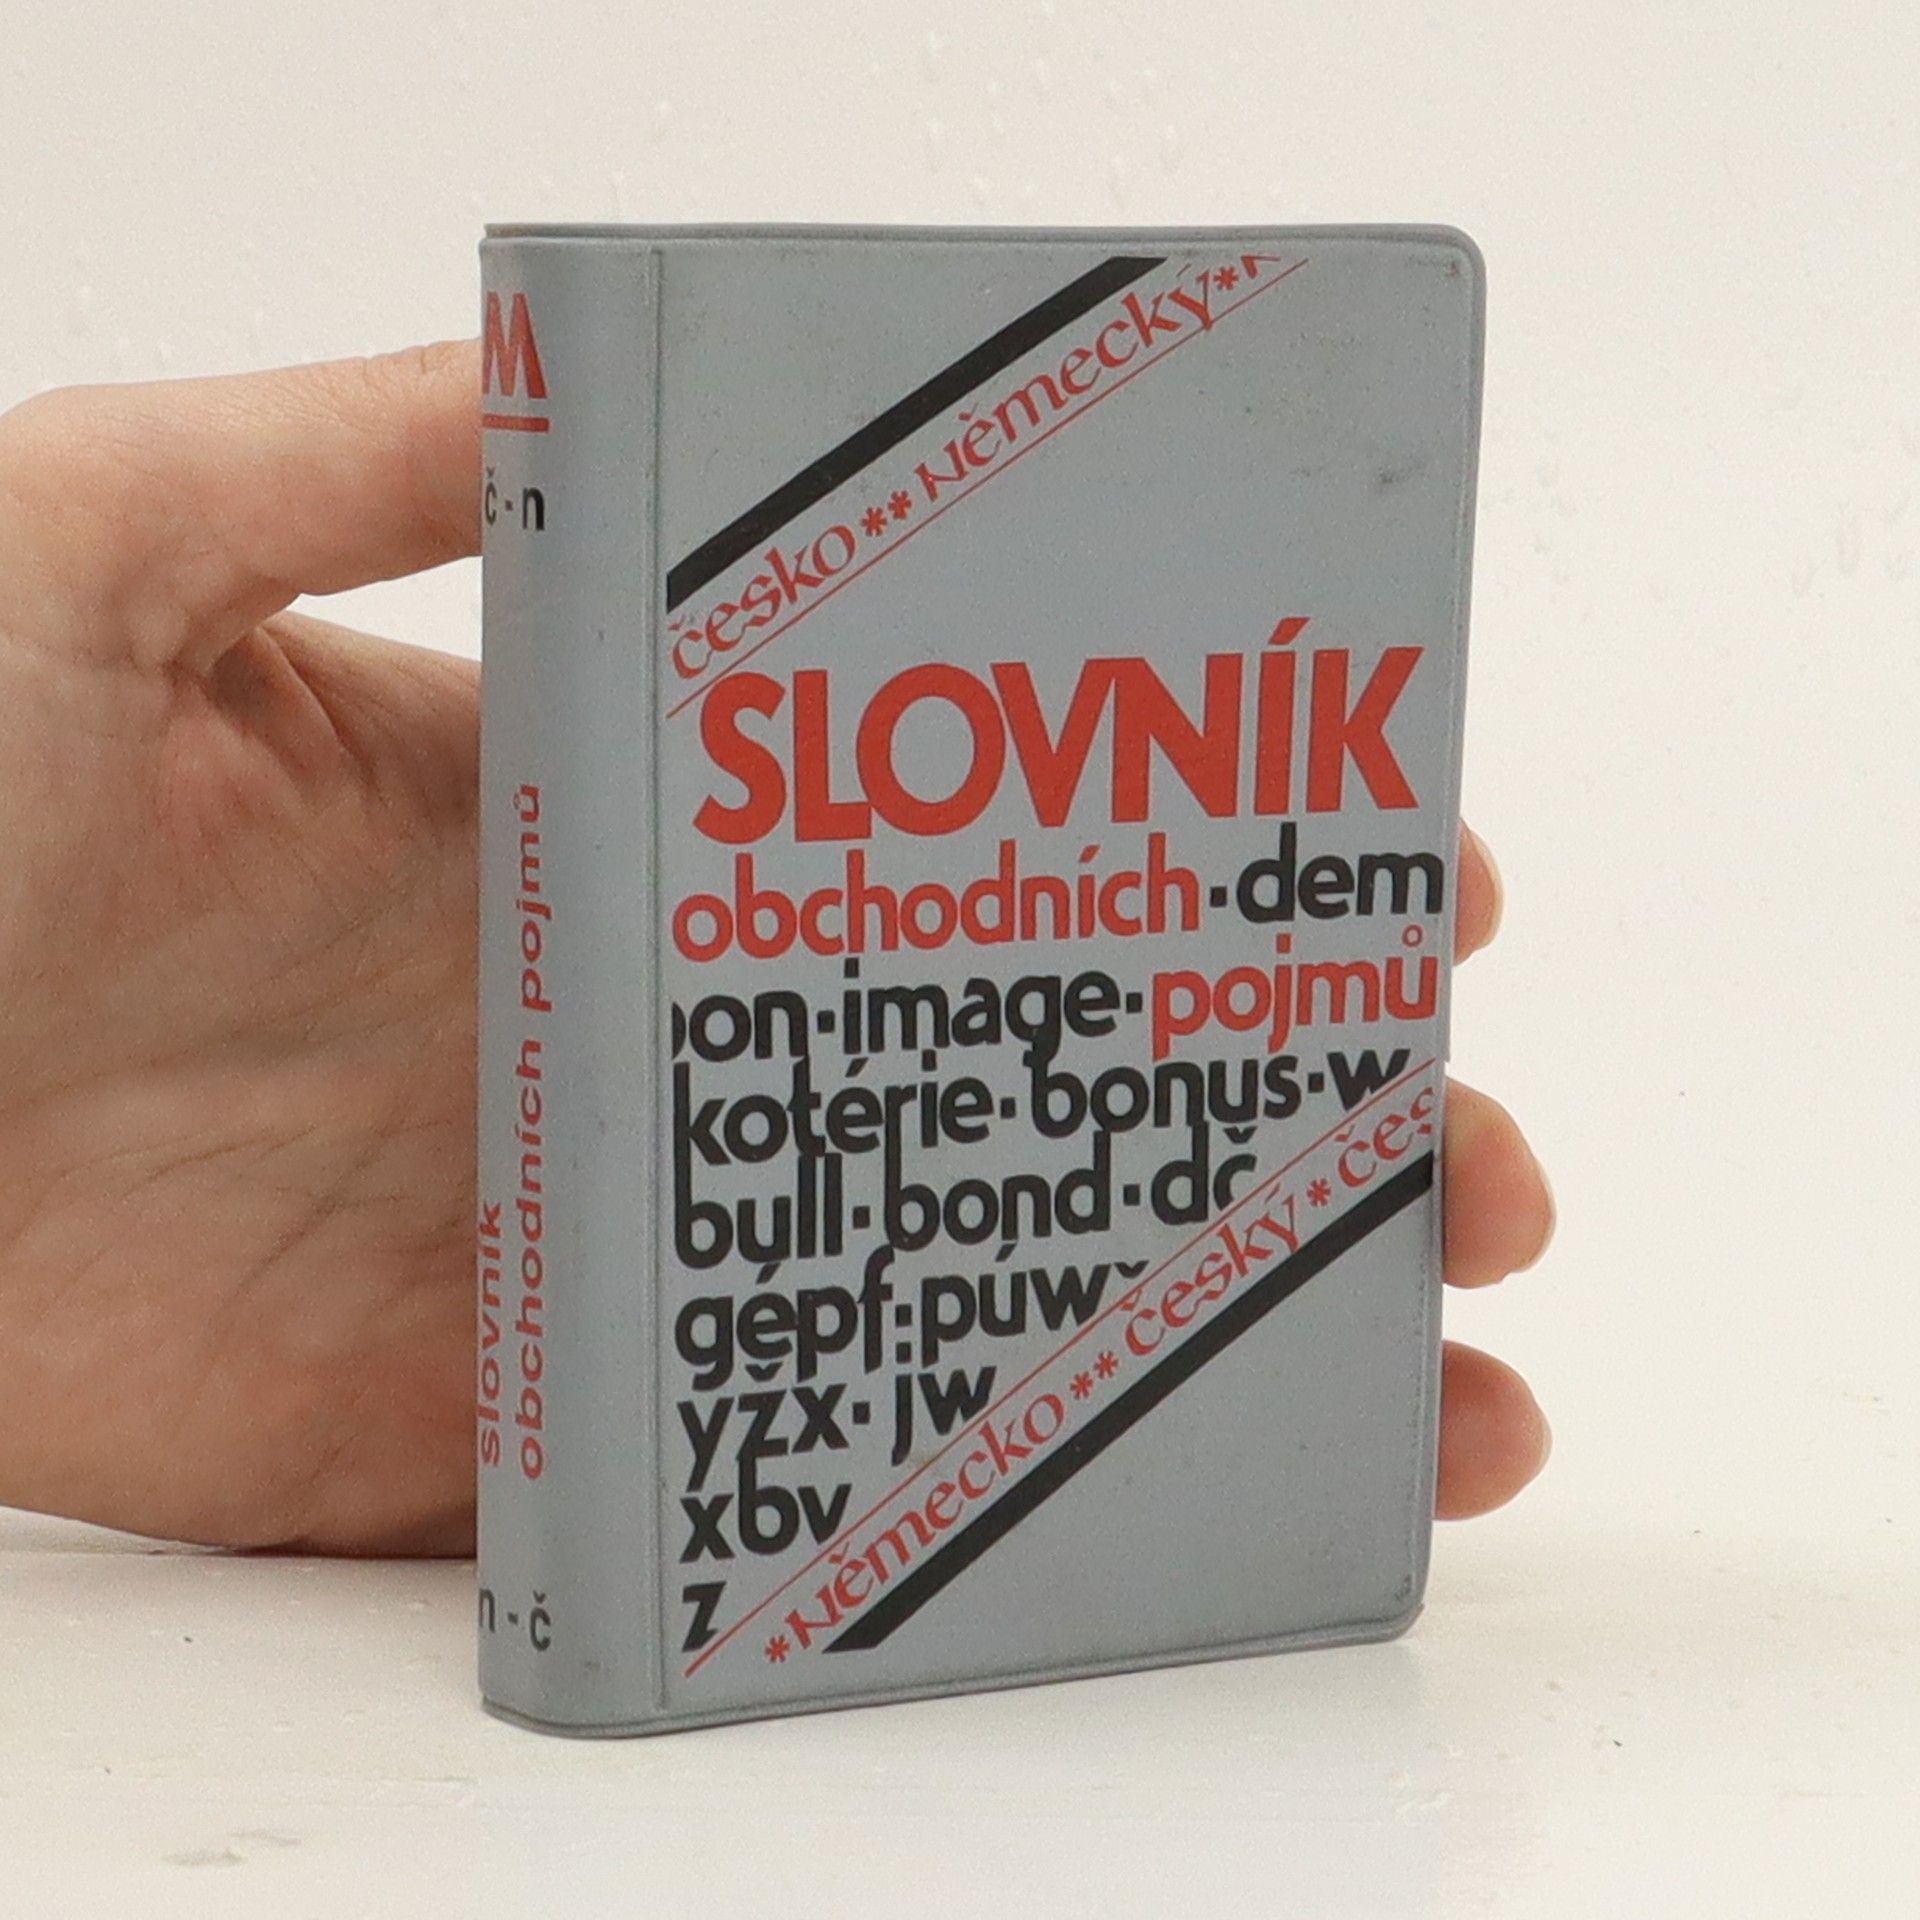 M
č-n
slovník
obchodních pojmů
n-č
česko ** Německý*
SLOVNÍK
obchodních·dem
on·image·pojmů
kotérie·bonus·w
bull·bond·dč
gépf:púw
yžx·jw
xbv
z
*Německo ** český * čes